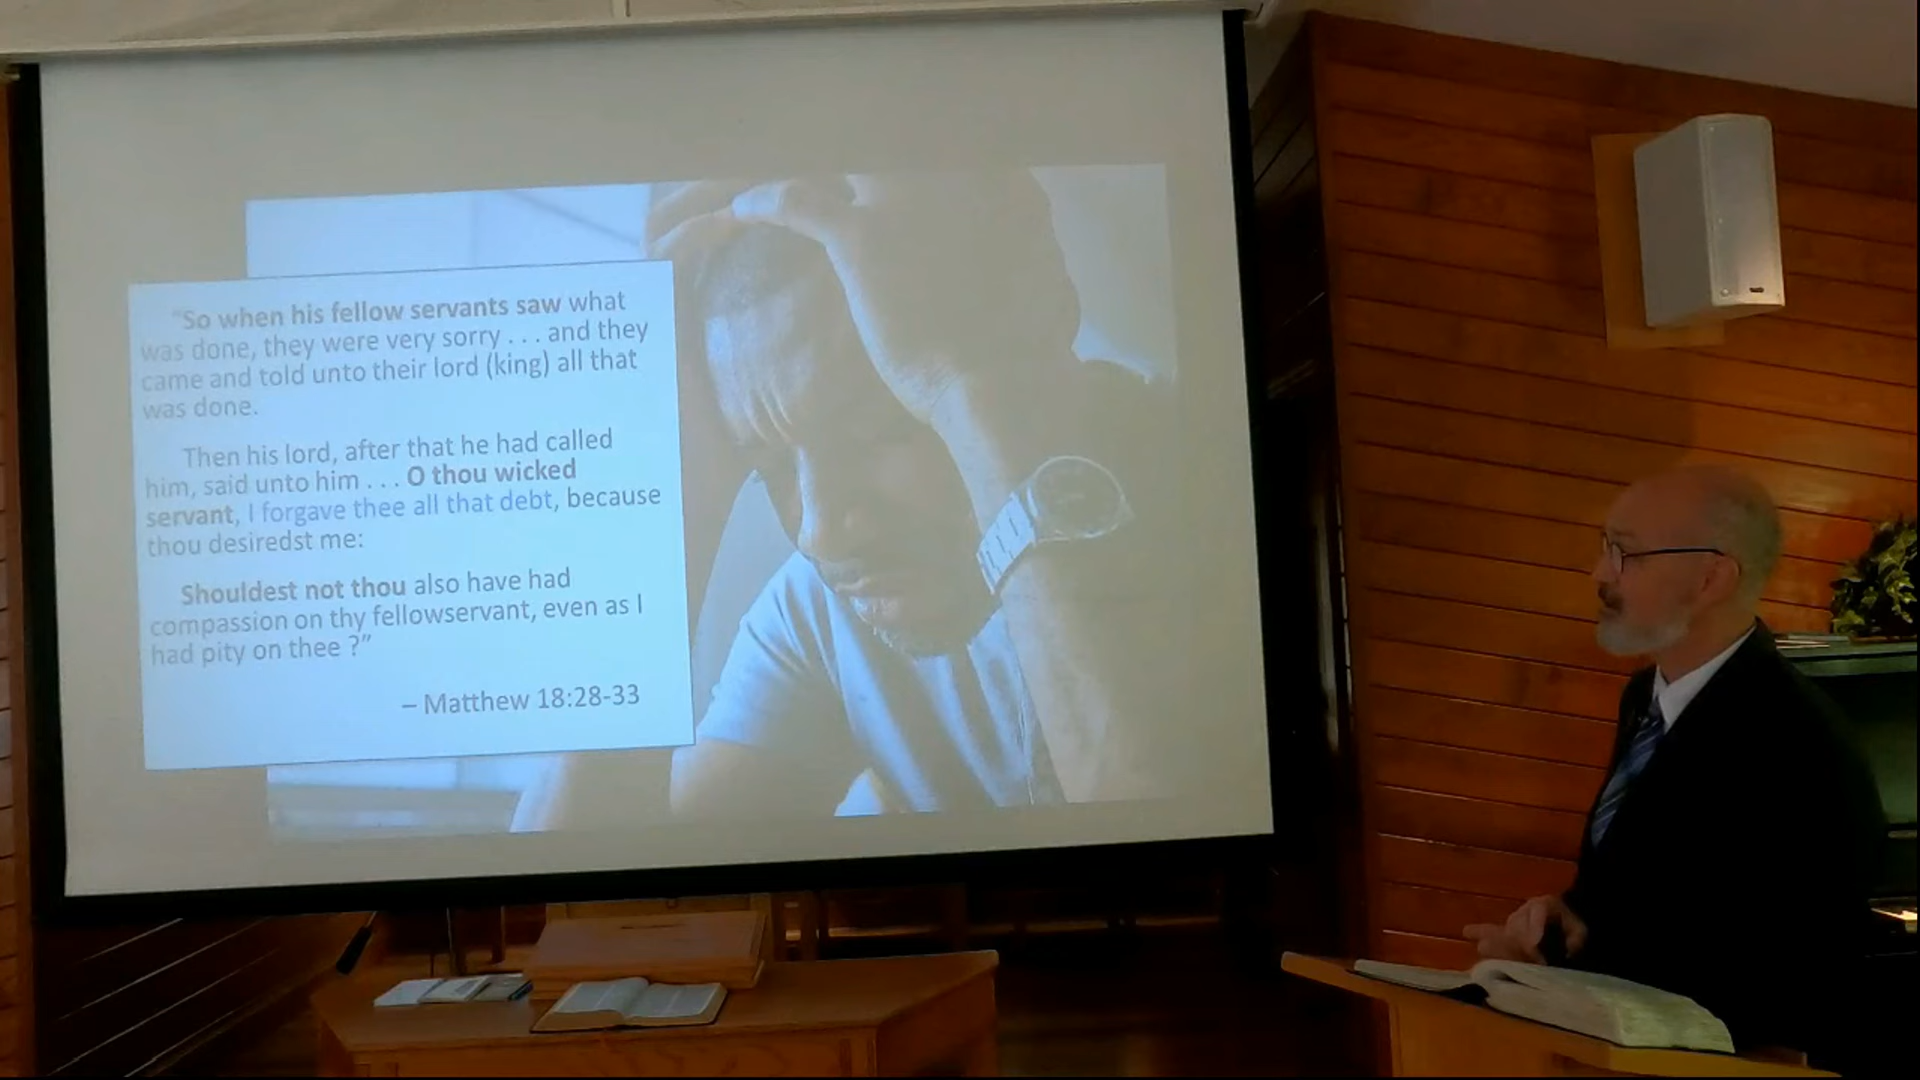 “So when his fellow servants saw what
was done, they were very sorry . . . and they
came and told unto their lord (king) all that
was done.
Then his lord, after that he had called
him, said unto him . . . O thou wicked
servant, I forgave thee all that debt, because
thou desiredst me:
Shouldest not thou also have had
compassion on thy fellowservant, even as I
had pity on thee ?”
– Matthew 18:28-33